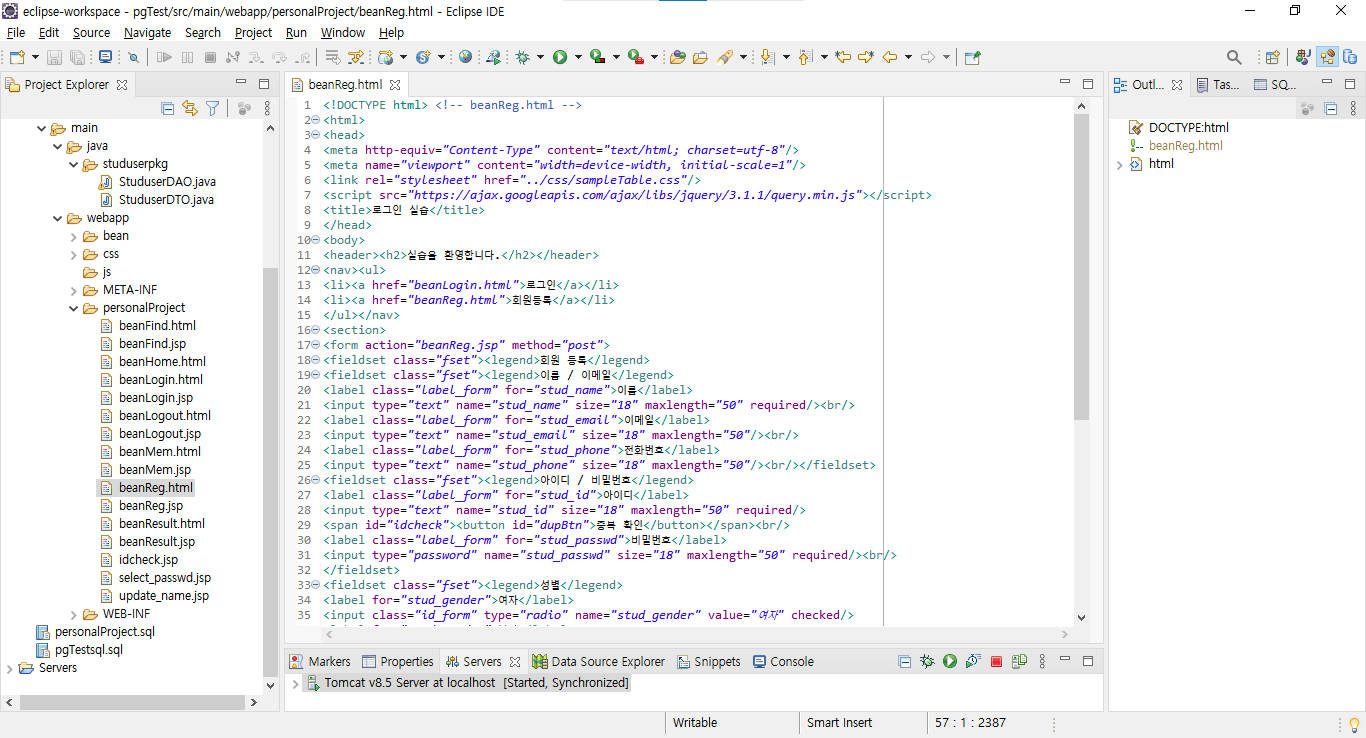 eclipse-workspace - pgTest/src/main/webapp/personalProject/beanReg.html - Eclipse IDE
File Edit Source Navigate Search Project Run Window Help
Project Explorer
main
java
studuserpkg
StuduserDAO.java
StuduserDTO.java
webapp
bean
css
js
META-INF
personalProject
beanFind.html
beanFind.jsp
beanHome.html
beanLogin.html
beanLogin.jsp
beanLogout.html
beanLogout.jsp
beanMem.html
beanMem.jsp
beanReg.html
beanReg.jsp
beanResult.html
beanResult.jsp
idcheck.jsp
select_passwd.jsp
update_name.jsp
WEB-INF
personalProject.sql
pgTestsql.sql
Servers
beanReg.html
1 <!DOCTYPE html> <!-- beanReg.html -->
2 <html>
3 <head>
4 <meta http-equiv="Content-Type" content="text/html; charset=utf-8"/>
5 <meta name="viewport" content="width=device-width, initial-scale=1"/>
6 <link rel="stylesheet" href="../css/sampleTable.css"/>
7 <script src="https://ajax.googleapis.com/ajax/libs/jquery/3.1.1/query.min.js"></script>
8 <title>로그인 실습</title>
9 </head>
10 <body>
11 <header><h2>실습을 환영합니다.</h2></header>
12 <nav><ul>
13 <li><a href="beanLogin.html">로그인</a></li>
14 <li><a href="beanReg.html">회원등록</a></li>
15 </ul></nav>
16 <section>
17 <form action="beanReg.jsp" method="post">
18 <fieldset class="fset"><legend>회원 등록</legend>
19 <fieldset class="fset"><legend>이름 / 이메일</legend>
20 <label class="label_form" for="stud_name">이름</label>
21 <input type="text" name="stud_name" size="18" maxlength="50" required/><br/>
22 <label class="label_form" for="stud_email">이메일</label>
23 <input type="text" name="stud_email" size="18" maxlength="50"/><br/>
24 <label class="label_form" for="stud_phone">전화번호</label>
25 <input type="text" name="stud_phone" size="18" maxlength="50"/><br/></fieldset>
26 <fieldset class="fset"><legend>아이디 / 비밀번호</legend>
27 <label class="label_form" for="stud_id">아이디</label>
28 <input type="text" name="stud_id" size="18" maxlength="50" required/>
29 <span id="idcheck"><button id="dupBtn">중복 확인</button></span><br/>
30 <label class="label_form" for="stud_passwd">비밀번호</label>
31 <input type="password" name="stud_passwd" size="18" maxlength="50" required/><br/>
32 </fieldset>
33 <fieldset class="fset"><legend>성별</legend>
34 <label for="stud_gender">여자</label>
35 <input class="id_form" type="radio" name="stud_gender" value="여자" checked/>
Outl... Tas... SQ...
DOCTYPE:html
beanReg.html
html
Markers Properties Servers Data Source Explorer Snippets Console
Tomcat v8.5 Server at localhost [Started, Synchronized]
Writable Smart Insert 57 : 1 : 2387